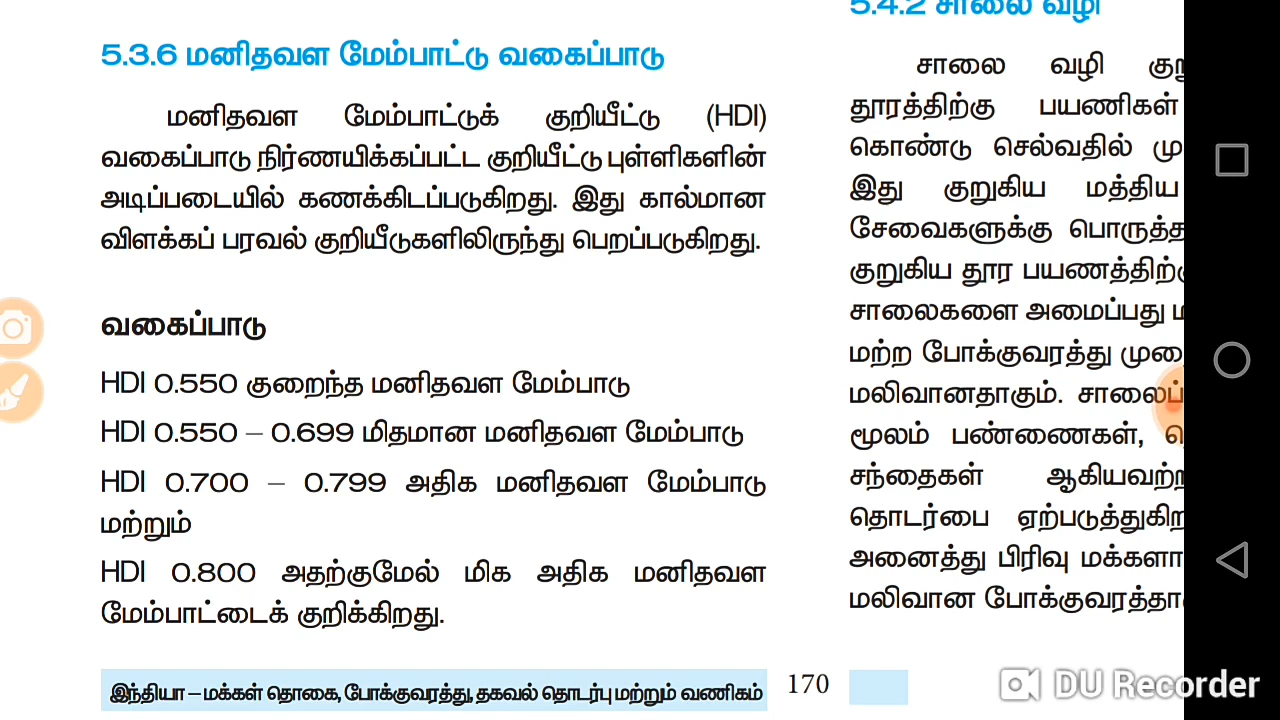 5.3.6 மனிதவள மேம்பாட்டு வகைப்பாடு
மனிதவள மேம்பாட்டுக் குறியீட்டு (HDI)
வகைப்பாடு நிர்ணயிக்கப்பட்ட குறியீட்டு புள்ளிகளின்
அடிப்படையில் கணக்கிடப்படுகிறது. இது கால்மான
விளக்கப் பரவல் குறியீடுகளிலிருந்து பெறப்படுகிறது.
வகைப்பாடு
HDI 0.550 குறைந்த மனிதவள மேம்பாடு
HDI 0.550 – 0.699 மிதமான மனிதவள மேம்பாடு
HDI 0.700 – 0.799 அதிக மனிதவள மேம்பாடு
மற்றும்
HDI 0.800 அதற்குமேல் மிக அதிக மனிதவள
மேம்பாட்டைக் குறிக்கிறது.
இந்தியா – மக்கள் தொகை, போக்குவரத்து, தகவல் தொடர்பு மற்றும் வணிகம்
170
5.4.2 சாலை வழி
சாலை வழி
தூரத்திற்கு பயணிகள்
கொண்டு செல்வதில்
இது குறுகிய மத்திய
சேவைகளுக்கு
குறுகிய தூர
சாலைகளை அமைப்பது
மற்ற போக்குவரத்து
மலிவானதாகும்.
மூலம் பண்ணைகள்,
சந்தைகள்
தொடர்பை
அனைத்து பிரிவு
மலிவான
DU Recorder